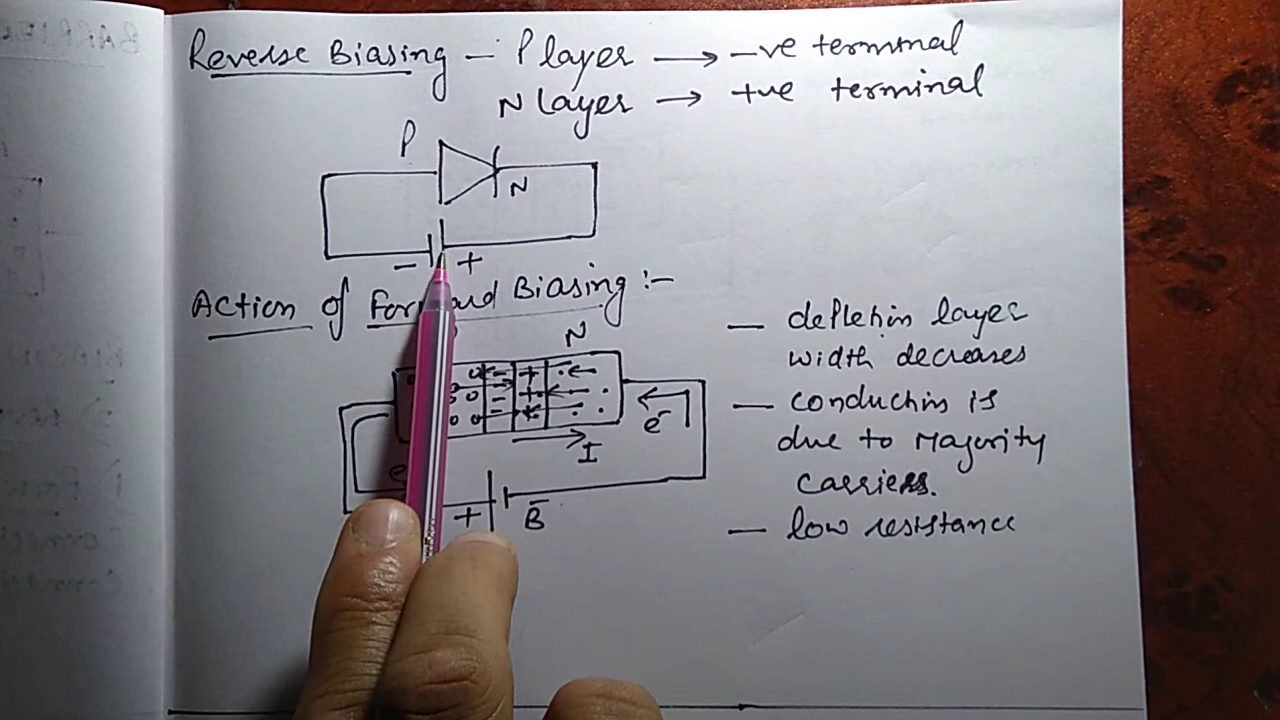 Reverse Biasing — P layer → -ve terminal
N layer → +ve terminal
P
N
- +
Action of Forward Biasing :-
N
— depletion layer
width decreases
— conduction is
due to Majority
carriers.
— low resistance
e-
I
e
+ B -